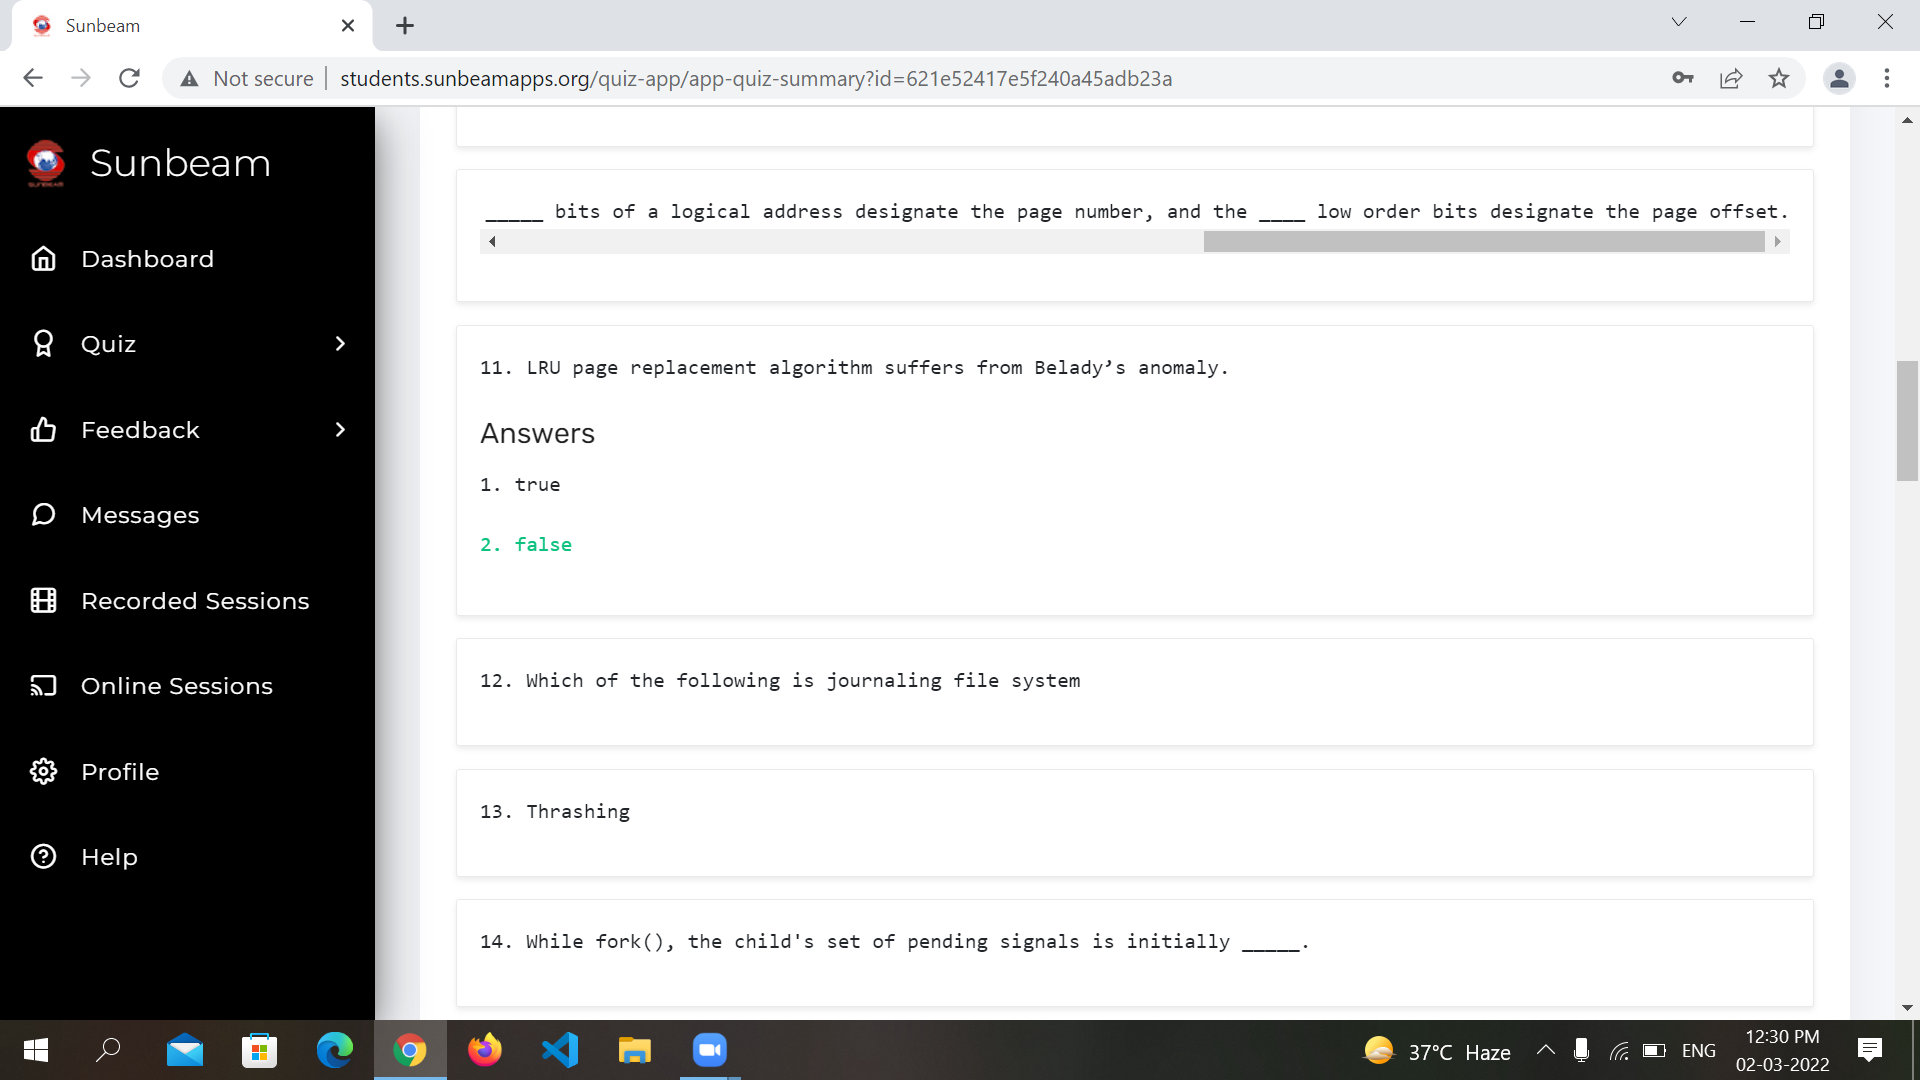 Sunbeam
Not secure
students.sunbeamapps.org/quiz-app/app-quiz-summary?id=621e52417e5f240a45adb23a
SUNBEAM
Sunbeam
Dashboard
Quiz
Feedback
Messages
Recorded Sessions
Online Sessions
Profile
Help
_____ bits of a logical address designate the page number, and the ____ low order bits designate the page offset.
11. LRU page replacement algorithm suffers from Belady’s anomaly.
Answers
1. true
2. false
12. Which of the following is journaling file system
13. Thrashing
14. While fork(), the child's set of pending signals is initially _____.
37°C Haze
ENG
12:30 PM
02-03-2022